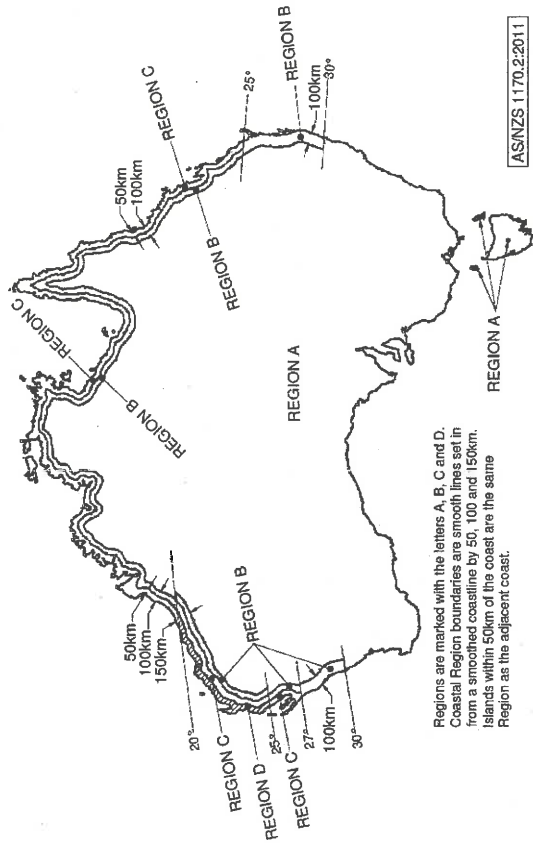 REGION C
REGION B
REGION C
50km
100km
25°
REGION B
REGION B
100km
30°
REGION A
REGION B
50km
100km
150km
20°
REGION B
REGION C
REGION D
25°
REGION C
27°
100km
30°
REGION A
Regions are marked with the letters A, B, C and D.
Coastal Region boundaries are smooth lines set in
from a smoothed coastline by 50, 100 and 150km.
Islands within 50km of the coast are the same
Region as the adjacent coast.
AS/NZS 1170.2:2011